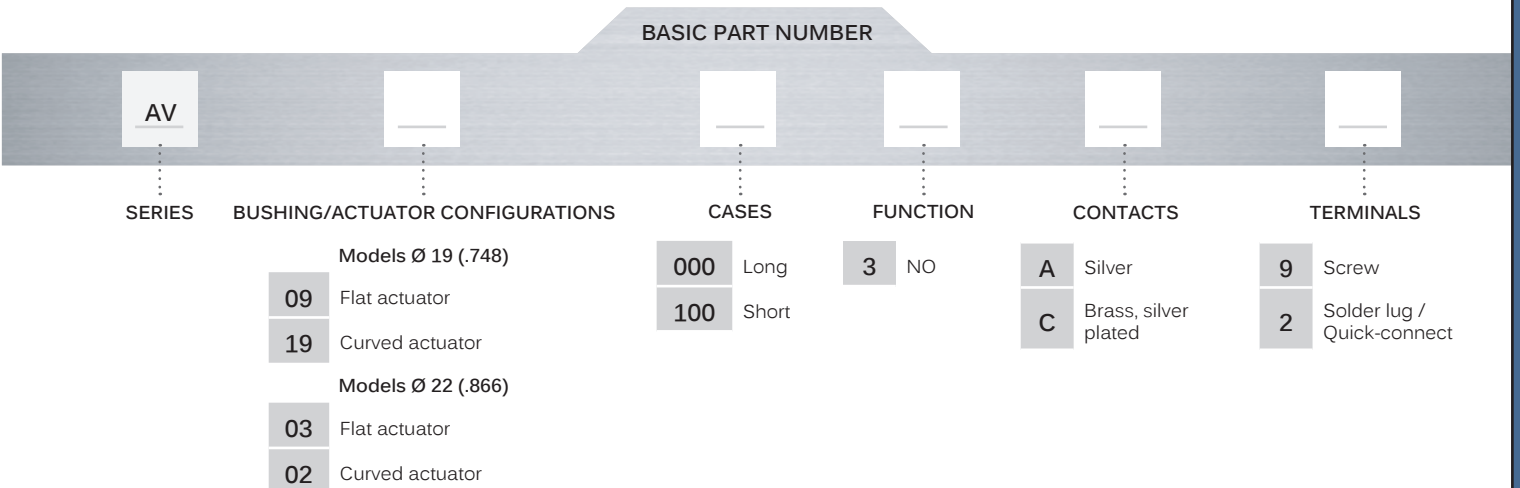 BASIC PART NUMBER
AV
SERIES
BUSHING/ACTUATOR CONFIGURATIONS
Models Ø 19 (.748)
09 Flat actuator
19 Curved actuator
Models Ø 22 (.866)
03 Flat actuator
02 Curved actuator
CASES
000 Long
100 Short
FUNCTION
3 NO
CONTACTS
A Silver
C Brass, silver
plated
TERMINALS
9 Screw
2 Solder lug /
Quick-connect